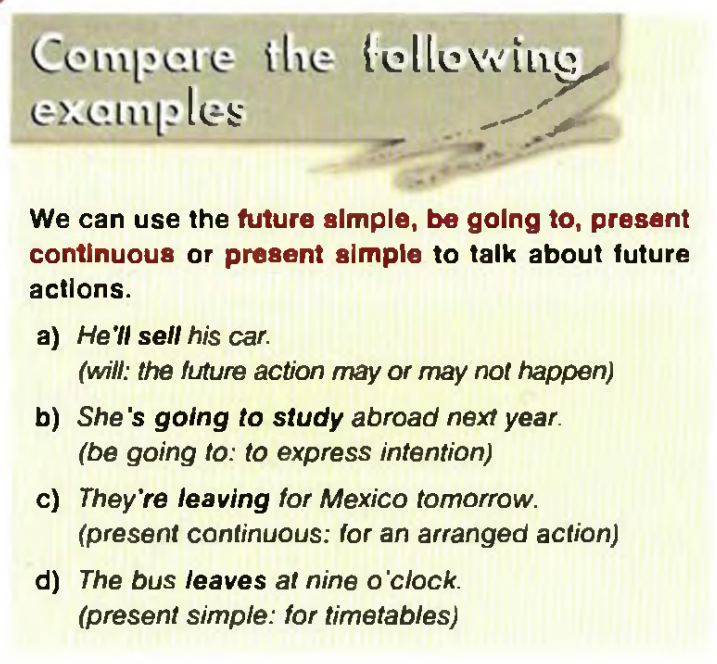 Compare the following
examples
We can use the future simple, be going to, present
continuous or present simple to talk about future
actions.
a) He'll sell his car.
(will: the future action may or may not happen)
b) She's going to study abroad next year.
(be going to: to express intention)
c) They're leaving for Mexico tomorrow.
(present continuous: for an arranged action)
d) The bus leaves at nine o'clock.
(present simple: for timetables)